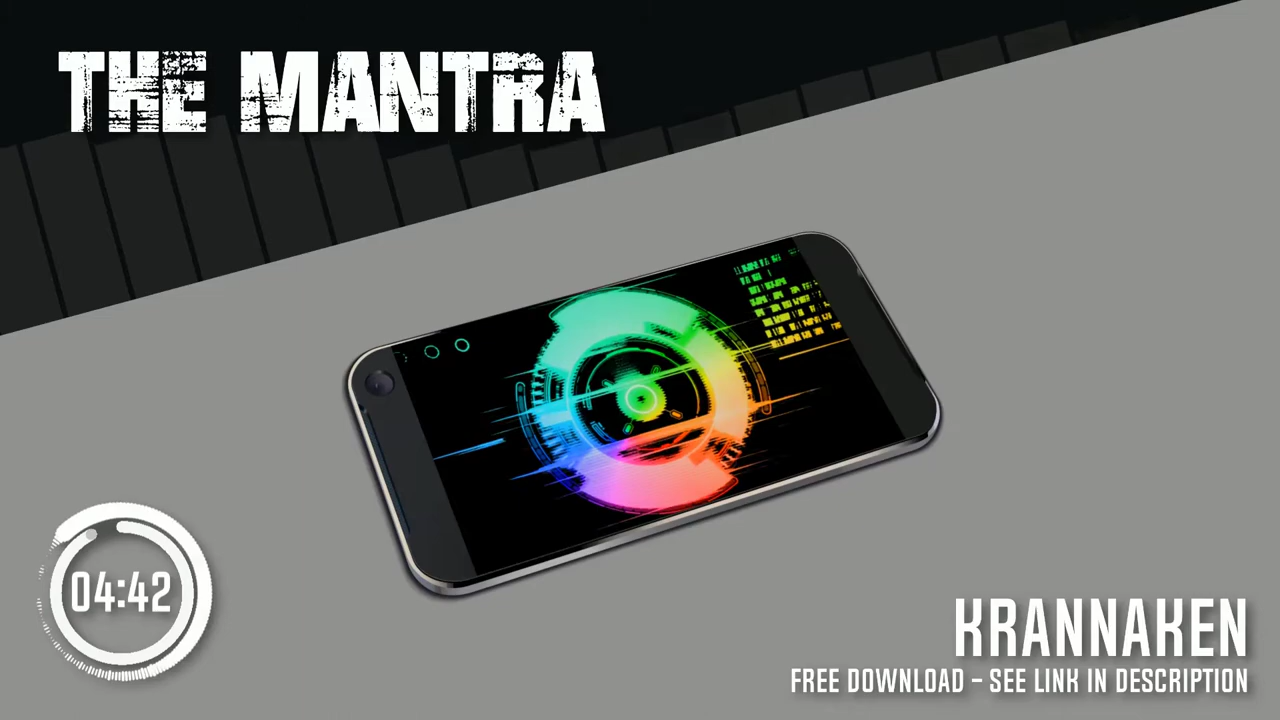 THE MANTRA
04:42
KRANNAKEN
FREE DOWNLOAD – SEE LINK IN DESCRIPTION